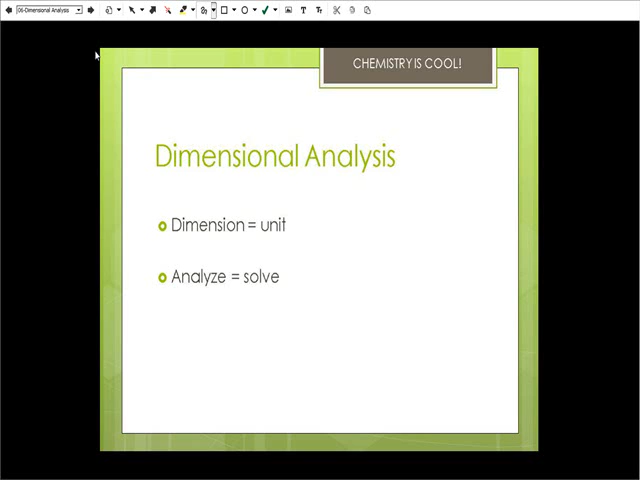 06-Dimensional Analysis
CHEMISTRY IS COOL!
Dimensional Analysis
Dimension = unit
Analyze = solve